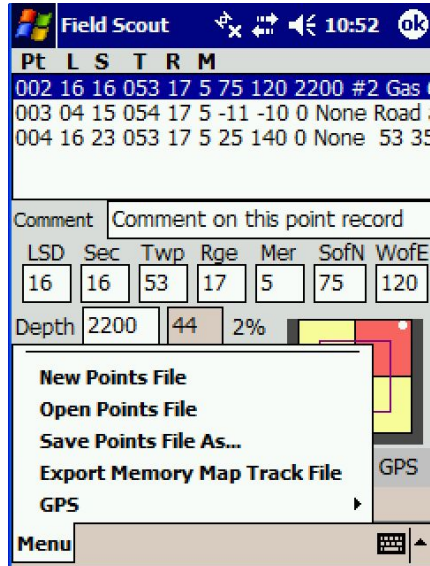 Field Scout 10:52 ok
Pt L S T R M
002 16 16 053 17 5 75 120 2200 #2 Gas
003 04 15 054 17 5 -11 -10 0 None Road
004 16 23 053 17 5 25 140 0 None 53 35
Comment Comment on this point record
LSD Sec Twp Rge Mer SofN WofE
16 16 53 17 5 75 120
Depth 2200 44 2%
New Points File
Open Points File
Save Points File As...
Export Memory Map Track File GPS
GPS
Menu